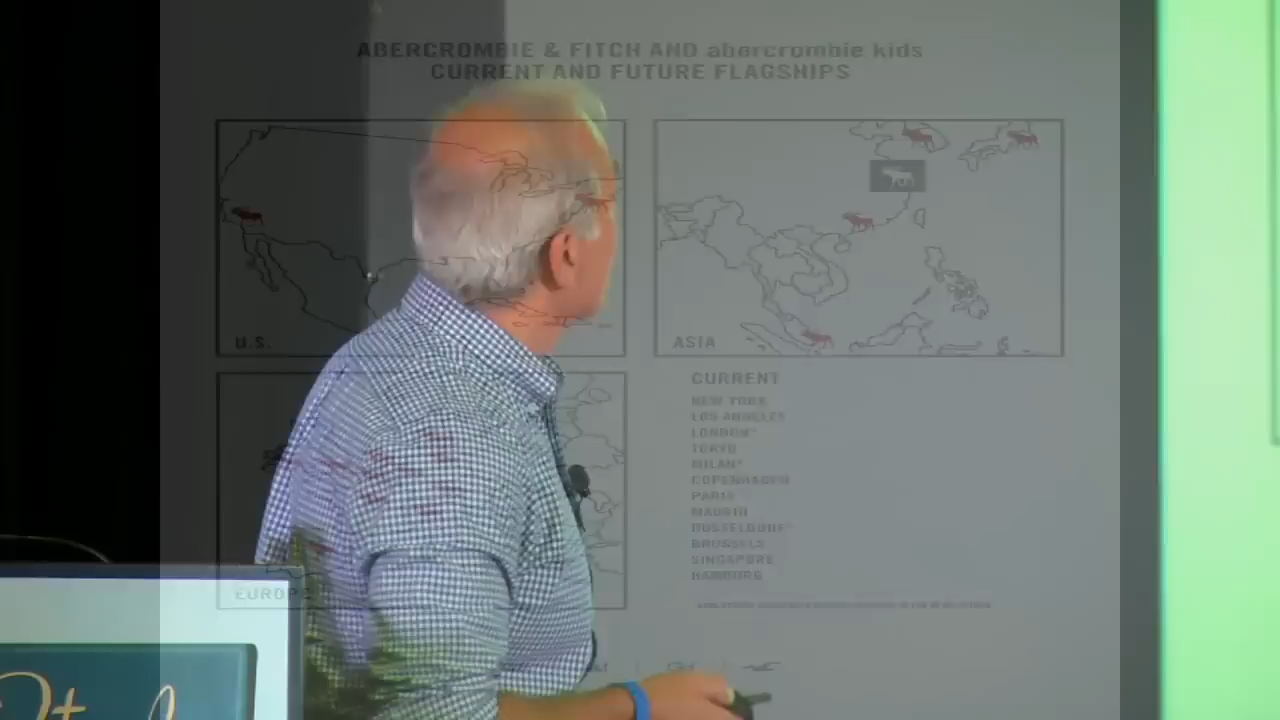 ABERCROMBIE & FITCH AND abercrombie kids
CURRENT AND FUTURE FLAGSHIPS
U.S.
ASIA
CURRENT
NEW YORK
LOS ANGELES
LONDON*
TOKYO
MILAN*
COPENHAGEN
PARIS
MADRID
DUSSELDORF*
BRUSSELS
SINGAPORE
HAMBURG
EUROPE